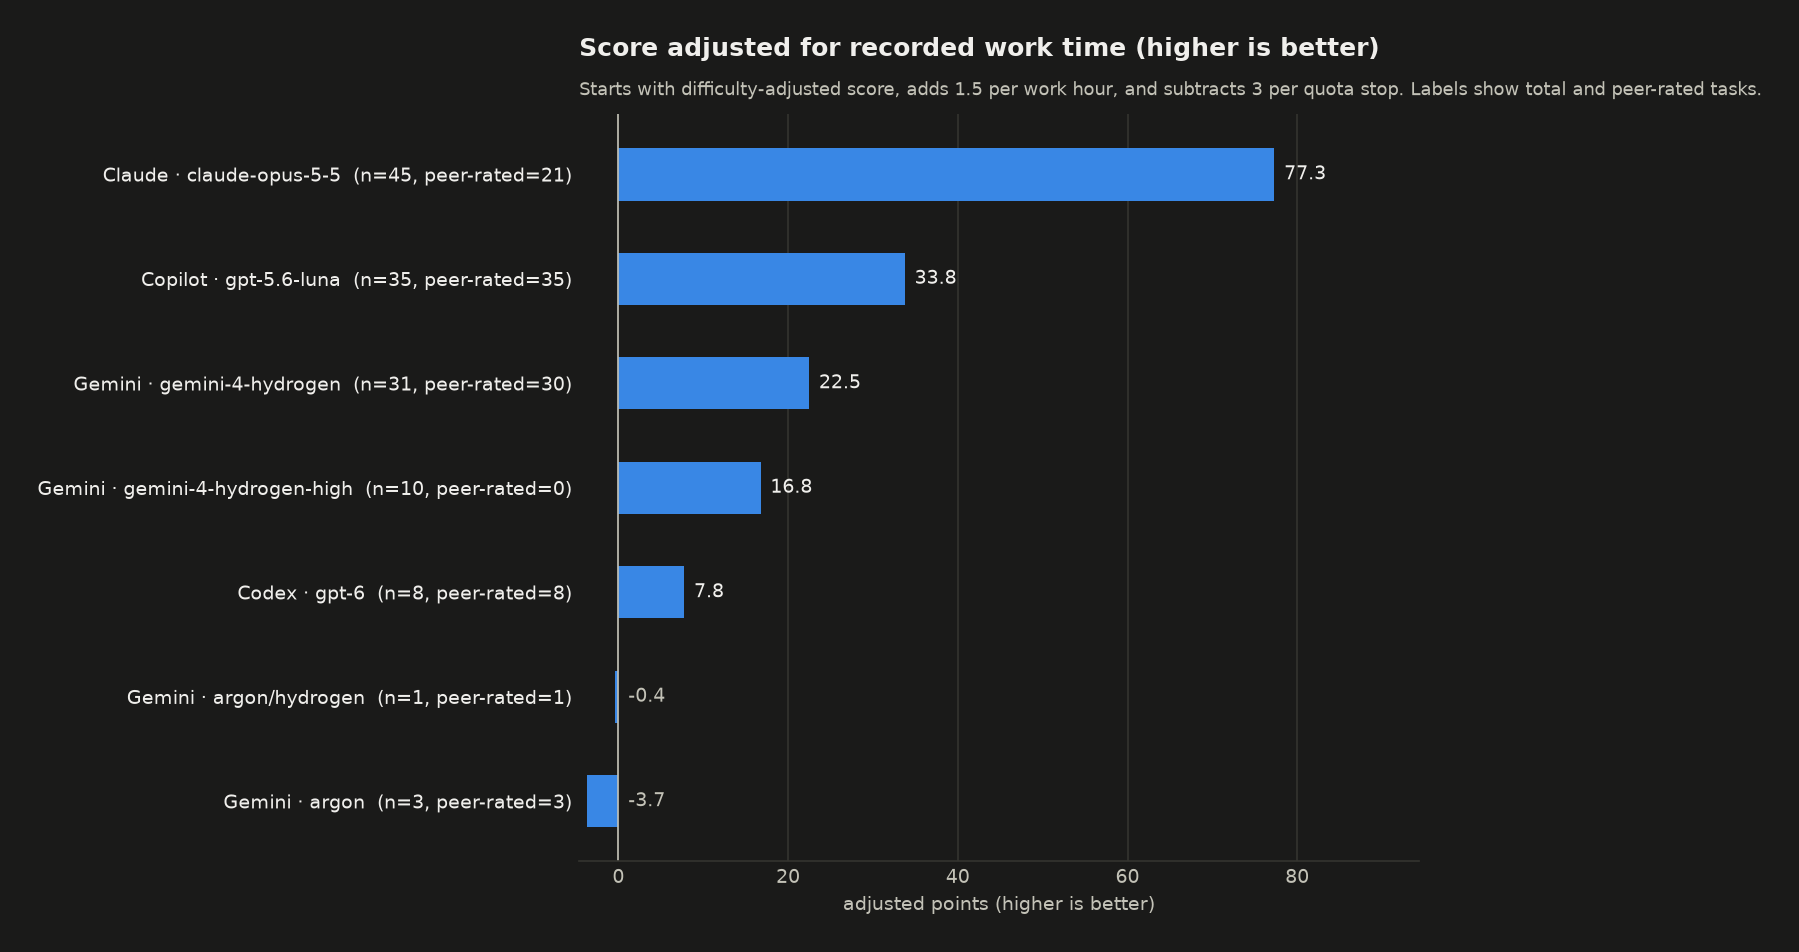 Score adjusted for recorded work time (higher is better)
Starts with difficulty-adjusted score, adds 1.5 per work hour, and subtracts 3 per quota stop. Labels show total and peer-rated tasks.
Claude · claude-opus-5-5 (n=45, peer-rated=21) 77.3
Copilot · gpt-5.6-luna (n=35, peer-rated=35) 33.8
Gemini · gemini-4-hydrogen (n=31, peer-rated=30) 22.5
Gemini · gemini-4-hydrogen-high (n=10, peer-rated=0) 16.8
Codex · gpt-6 (n=8, peer-rated=8) 7.8
Gemini · argon/hydrogen (n=1, peer-rated=1) -0.4
Gemini · argon (n=3, peer-rated=3) -3.7
0 20 40 60 80
adjusted points (higher is better)